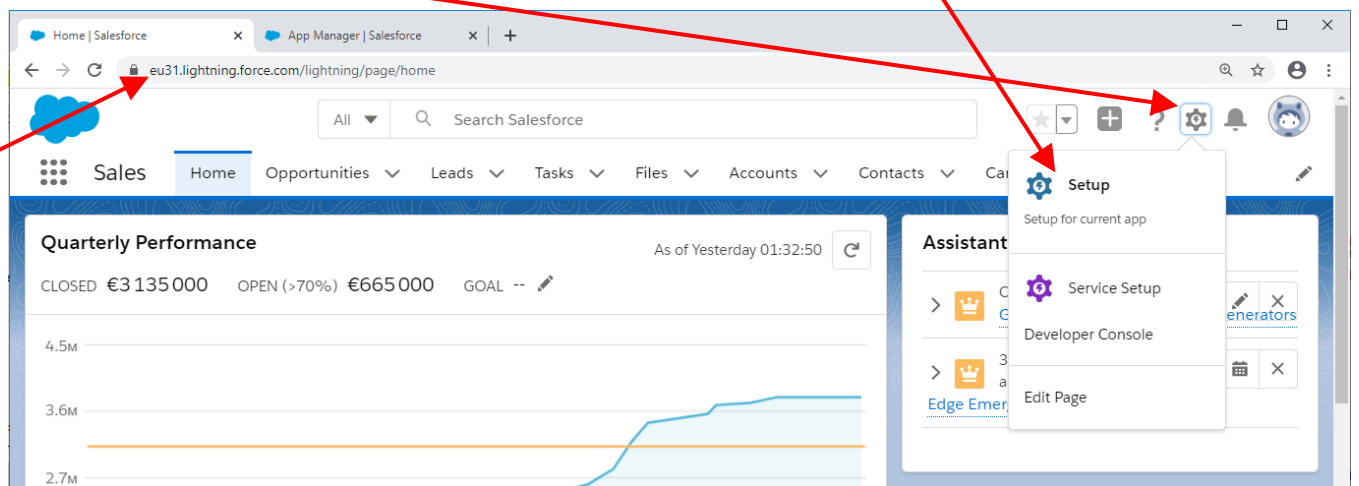 Home | Salesforce
App Manager | Salesforce
eu31.lightning.force.com/lightning/page/home
All
Search Salesforce
Sales
Home
Opportunities
Leads
Tasks
Files
Accounts
Contacts
Setup
Setup for current app
Service Setup
Developer Console
Edit Page
Quarterly Performance
As of Yesterday 01:32:50
CLOSED €3 135 000 OPEN (>70%) €665 000 GOAL --
4.5M
3.6M
2.7M
Assistant
enerators
3
Edge Emer